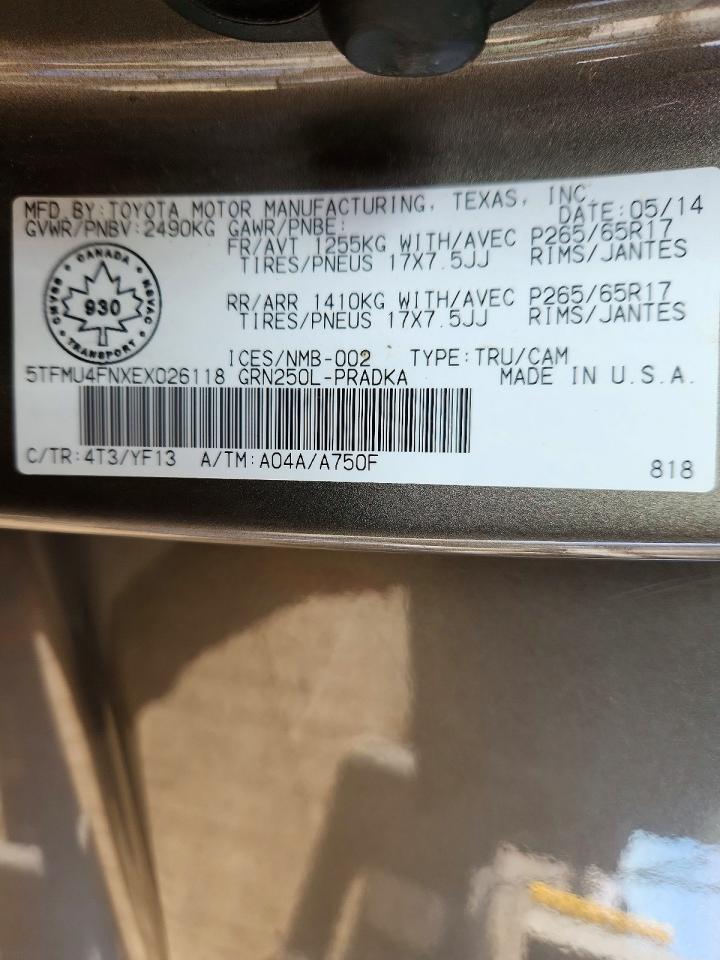 MFD. BY: TOYOTA MOTOR MANUFACTURING, TEXAS, INC.
DATE: 05/14
GVWR/PNBV: 2490KG GAWR/PNBE:
FR/AVT 1255KG WITH/AVEC P265/65R17
TIRES/PNEUS 17X7.5JJ RIMS/JANTES
RR/ARR 1410KG WITH/AVEC P265/65R17
TIRES/PNEUS 17X7.5JJ RIMS/JANTES
CANADA
CMVSS NSVAC
930
TRANSPORT
ICES/NMB-002 TYPE: TRU/CAM
5TFMU4FNXEX026118 GRN250L-PRADKA MADE IN U.S.A.
C/TR: 4T3/YF13 A/TM: A04A/A750F
818